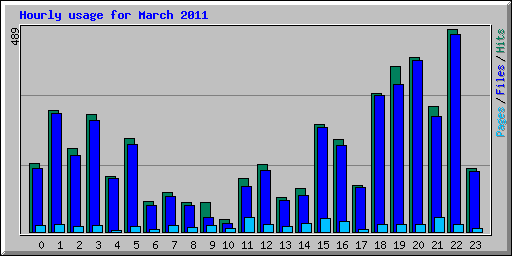 Hourly usage for March 2011
489
Pages/Files/Hits
0 1 2 3 4 5 6 7 8 9 10 11 12 13 14 15 16 17 18 19 20 21 22 23